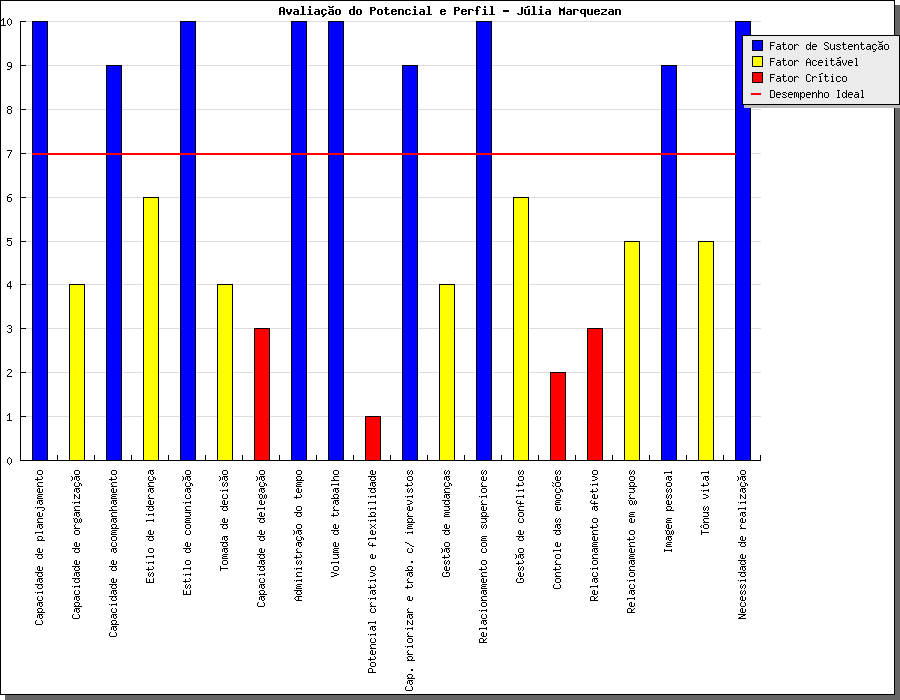 Avaliação do Potencial e Perfil - Júlia Marquezan
10
9
8
7
6
5
4
3
2
1
0
Fator de Sustentação
Fator Aceitável
Fator Crítico
Desempenho Ideal
Capacidade de planejamento
Capacidade de organização
Capacidade de acompanhamento
Estilo de liderança
Estilo de comunicação
Tomada de decisão
Capacidade de delegação
Administração do tempo
Volume de trabalho
Potencial criativo e flexibilidade
Cap. priorizar e trab. c/ imprevistos
Gestão de mudanças
Relacionamento com superiores
Gestão de conflitos
Controle das emoções
Relacionamento afetivo
Relacionamento em grupos
Imagem pessoal
Tônus vital
Necessidade de realização